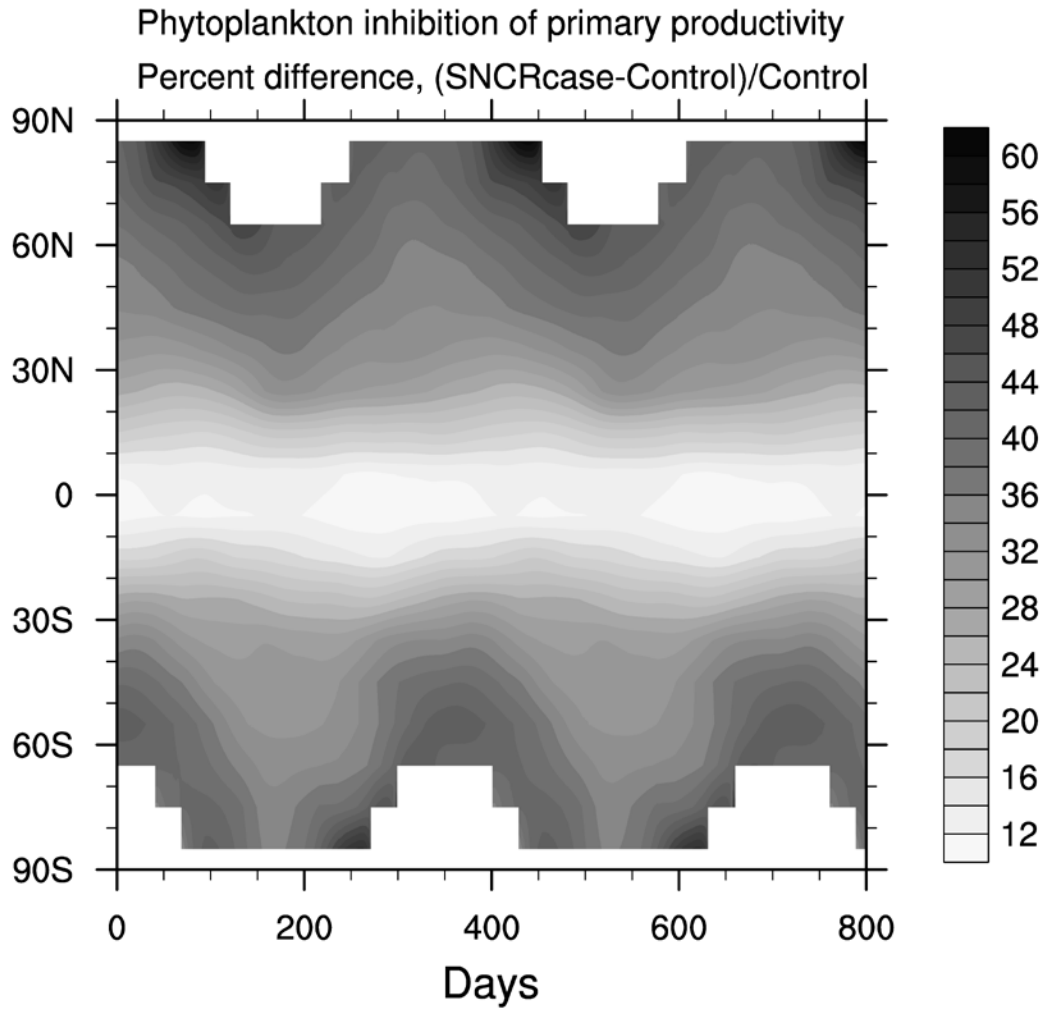 Phytoplankton inhibition of primary productivity
Percent difference, (SNCRcase-Control)/Control
90N
60N
30N
0
30S
60S
90S
0 200 400 600 800
Days
60
56
52
48
44
40
36
32
28
24
20
16
12